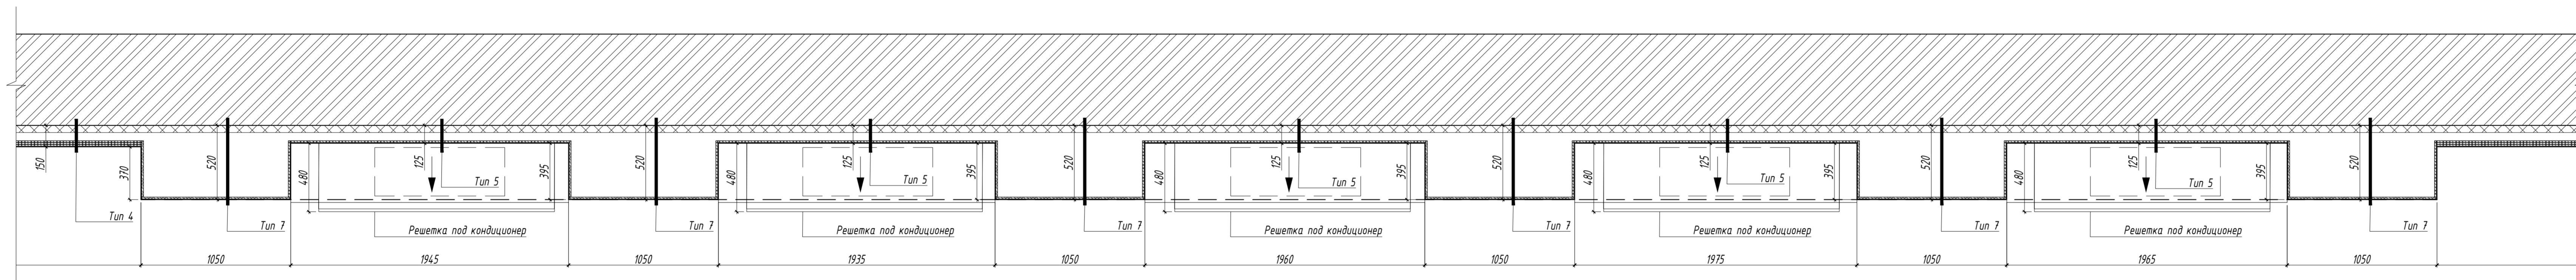 150
370
Тип 4
520
Тип 7
480
125
Тип 5
395
Решетка под кондиционер
520
Тип 7
480
125
Тип 5
395
Решетка под кондиционер
520
Тип 7
480
125
Тип 5
395
Решетка под кондиционер
520
Тип 7
480
125
Тип 5
395
Решетка под кондиционер
520
Тип 7
480
125
Тип 5
395
Решетка под кондиционер
520
Тип 7
1050
1945
1050
1935
1050
1960
1050
1975
1050
1965
1050